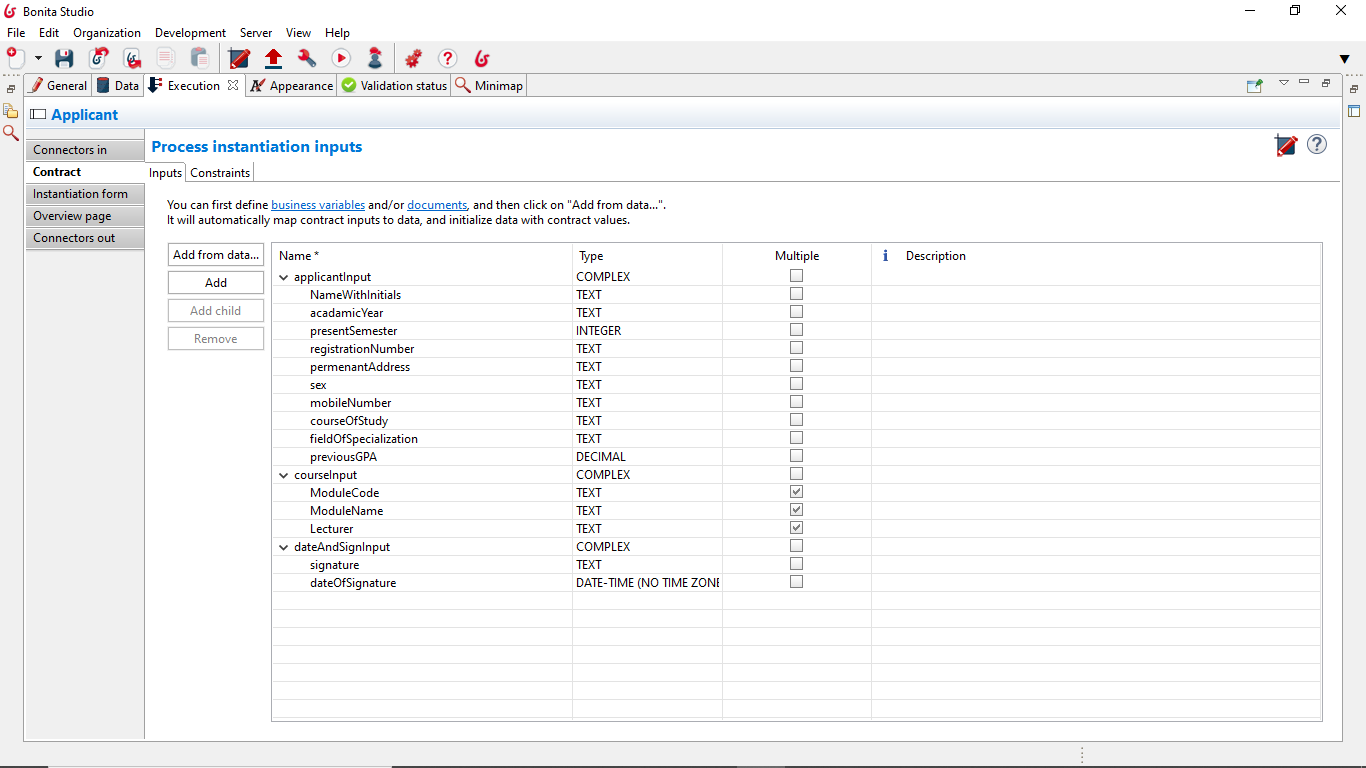 Bonita Studio
File Edit Organization Development Server View Help
General Data Execution Appearance Validation status Minimap
Applicant
Connectors in
Contract
Instantiation form
Overview page
Connectors out
Process instantiation inputs
Inputs Constraints
You can first define business variables and/or documents, and then click on "Add from data...".
It will automatically map contract inputs to data, and initialize data with contract values.
Add from data...
Add
Add child
Remove
Name * Type Multiple i Description
applicantInput COMPLEX
NameWithInitials TEXT
acadamicYear TEXT
presentSemester INTEGER
registrationNumber TEXT
permenantAddress TEXT
sex TEXT
mobileNumber TEXT
courseOfStudy TEXT
fieldOfSpecialization TEXT
previousGPA DECIMAL
courseInput COMPLEX
ModuleCode TEXT
ModuleName TEXT
Lecturer TEXT
dateAndSignInput COMPLEX
signature TEXT
dateOfSignature DATE-TIME (NO TIME ZONE